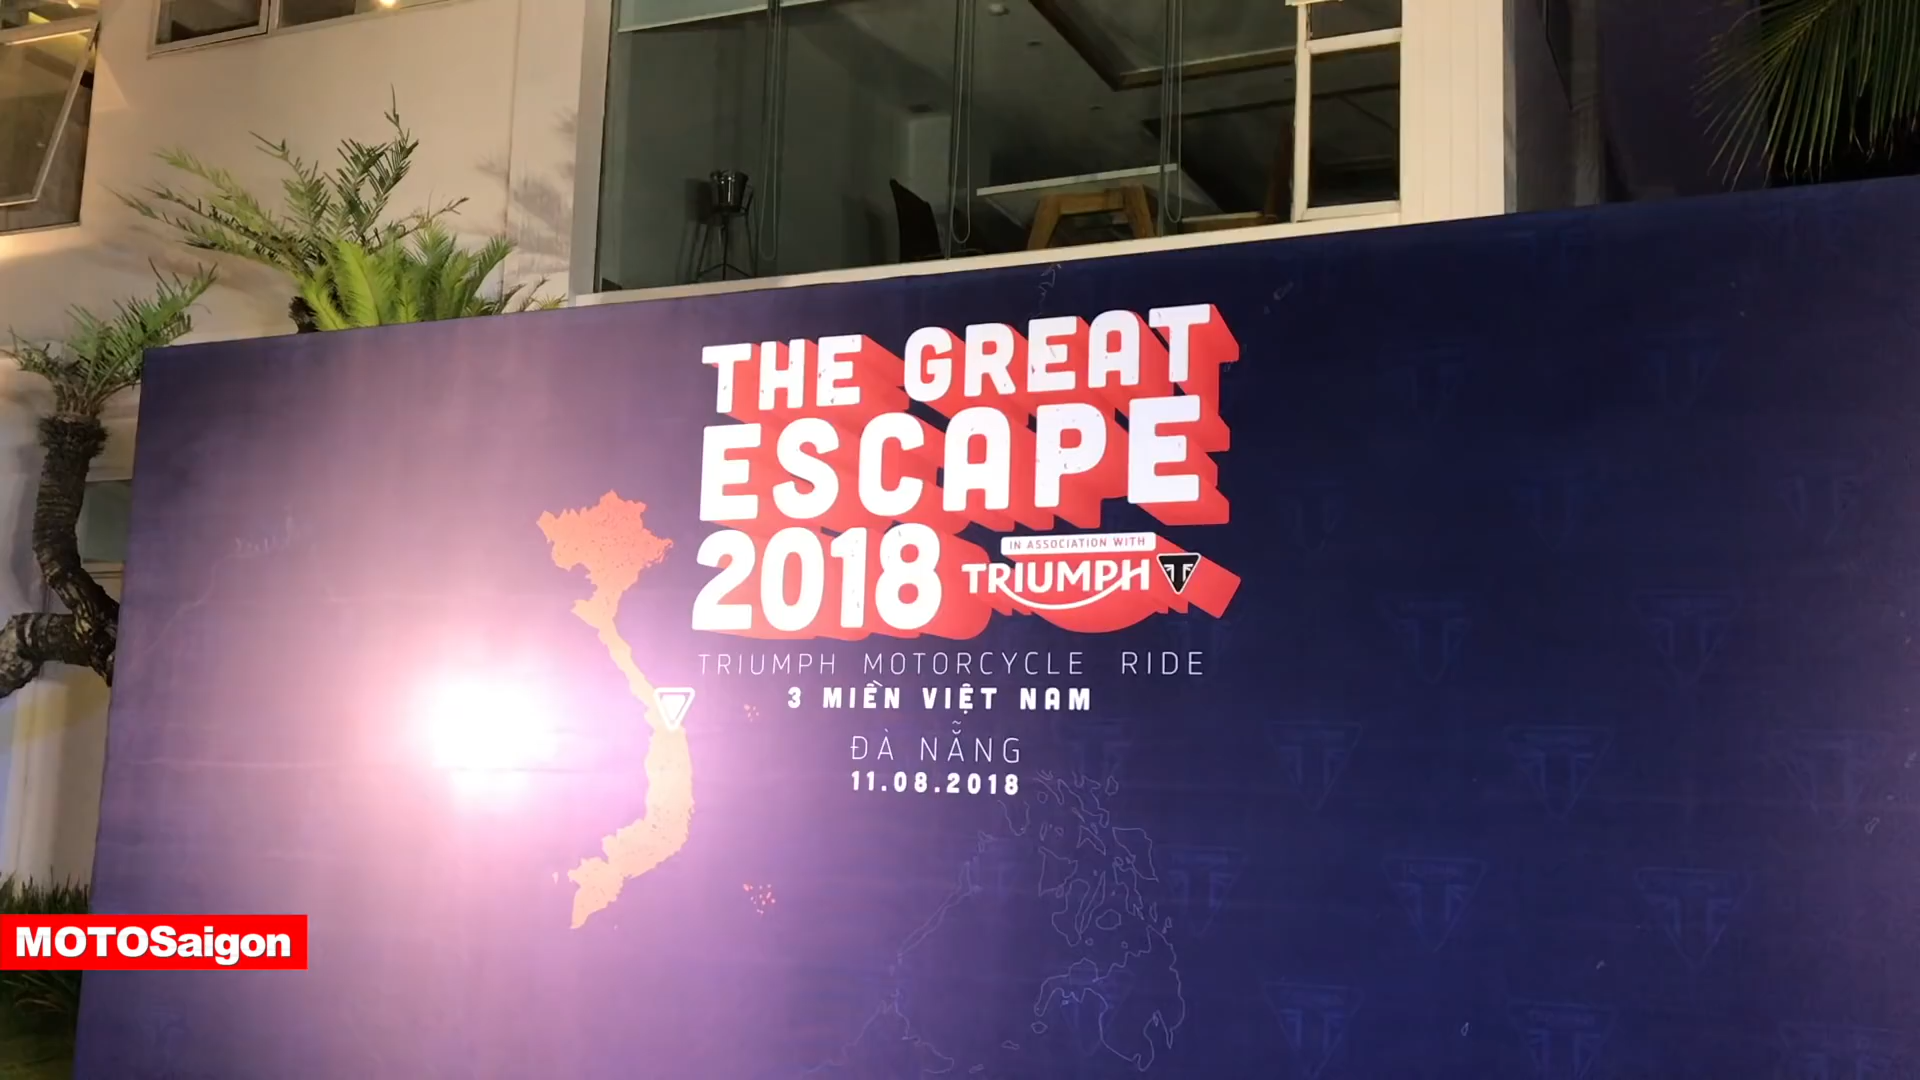 THE GREAT
ESCAPE
2018
IN ASSOCIATION WITH
TRIUMPH
TRIUMPH MOTORCYCLE RIDE
3 MIỀN VIỆT NAM
ĐÀ NẴNG
11.08.2018
MOTOSaigon